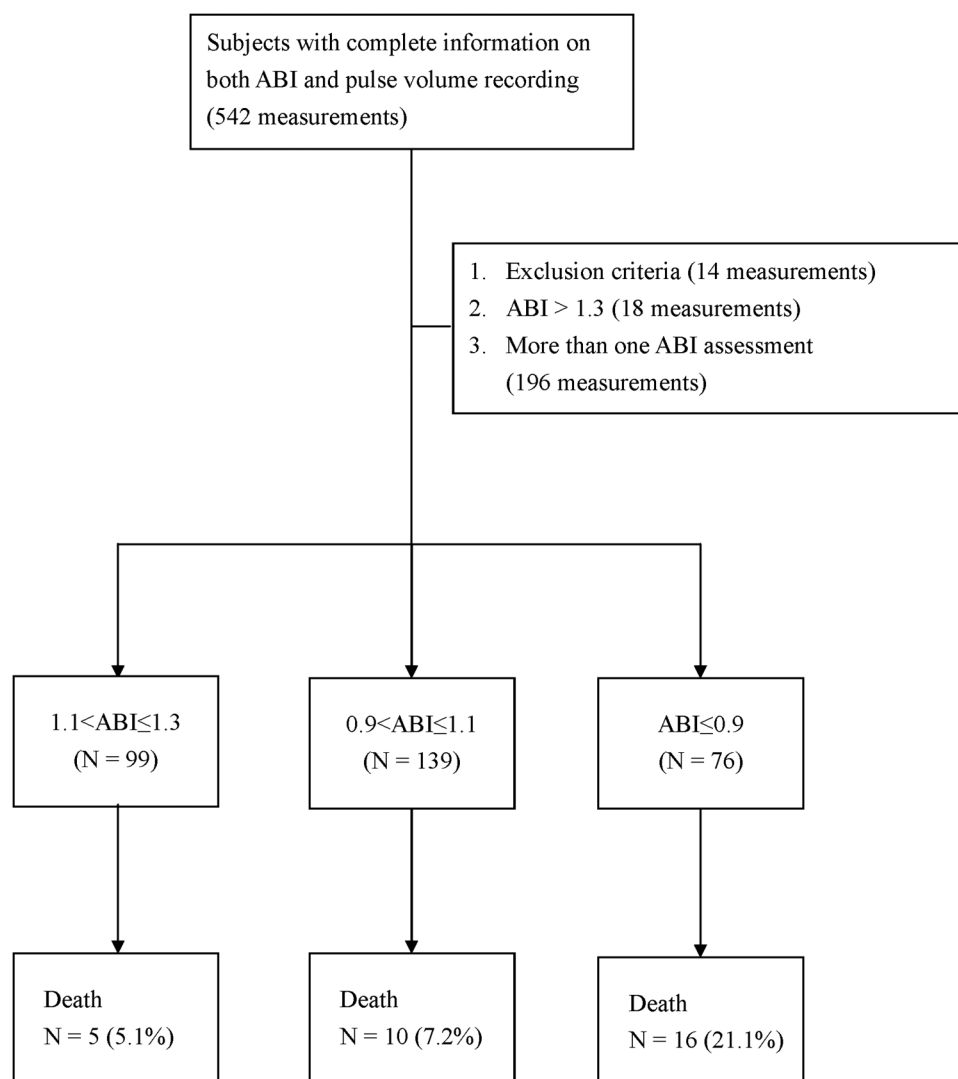 Subjects with complete information on
both ABI and pulse volume recording
(542 measurements)
1. Exclusion criteria (14 measurements)
2. ABI > 1.3 (18 measurements)
3. More than one ABI assessment
(196 measurements)
1.1<ABI≤1.3
(N = 99)
0.9<ABI≤1.1
(N = 139)
ABI≤0.9
(N = 76)
Death
N = 5 (5.1%)
Death
N = 10 (7.2%)
Death
N = 16 (21.1%)